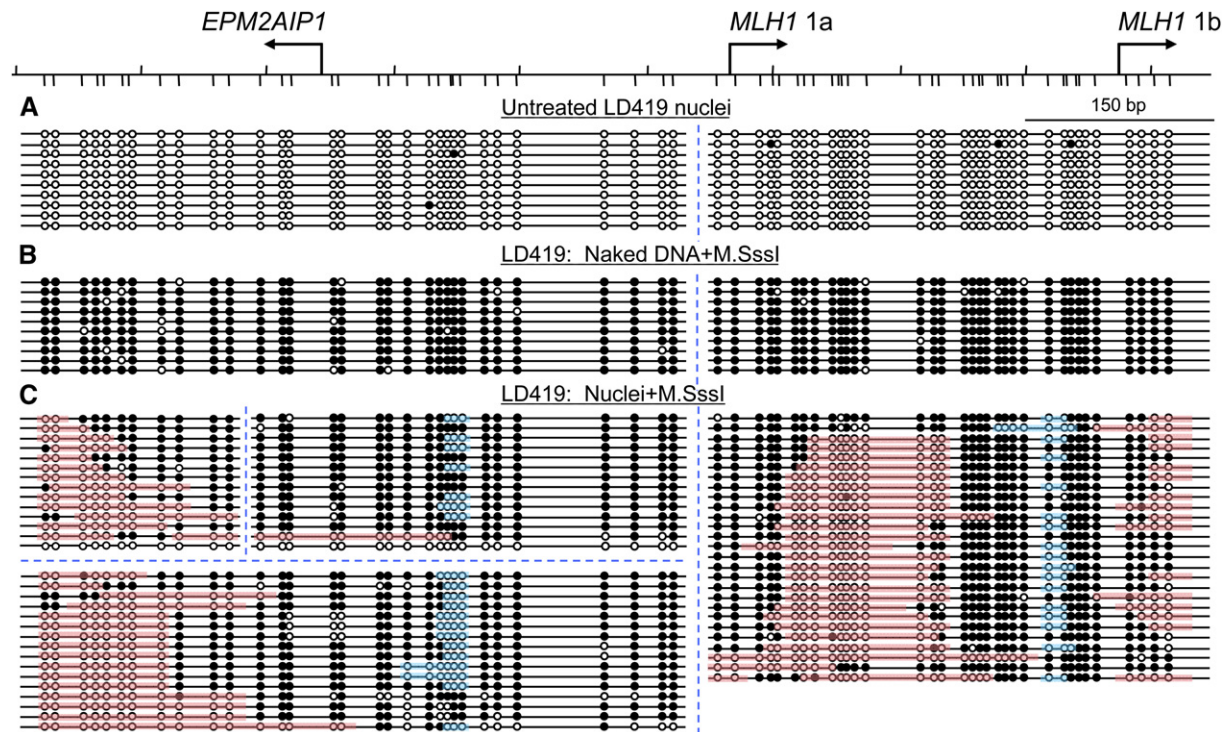 EPM2AIP1
MLH1 1a
MLH1 1b
A
Untreated LD419 nuclei
150 bp
B
LD419: Naked DNA+M.SssI
C
LD419: Nuclei+M.SssI